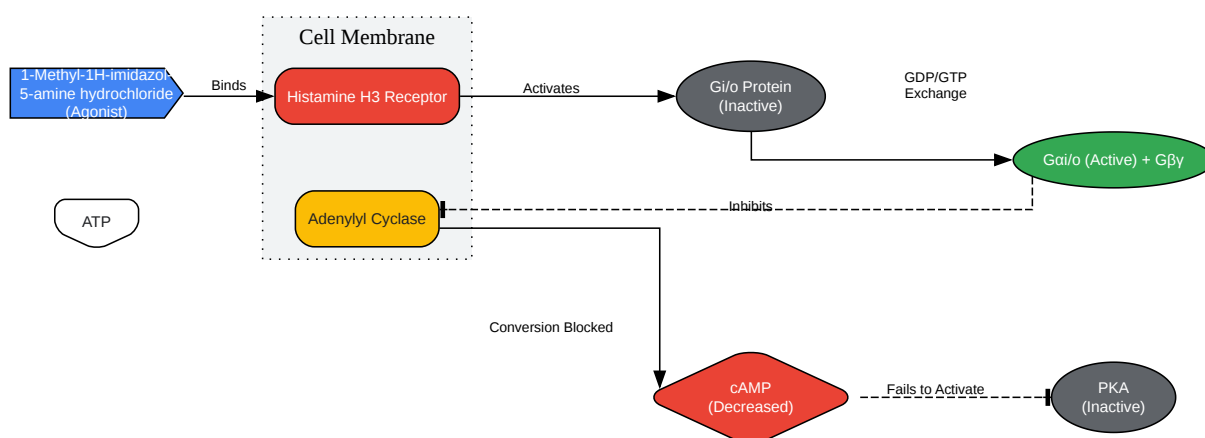 Cell Membrane
1-Methyl-1H-imidazol-
5-amine hydrochloride
(Agonist)
Binds
Histamine H3 Receptor
Activates
Gi/o Protein
(Inactive)
GDP/GTP
Exchange
Gαi/o (Active) + Gβγ
ATP
Adenylyl Cyclase
Inhibits
Conversion Blocked
cAMP
(Decreased)
Fails to Activate
PKA
(Inactive)